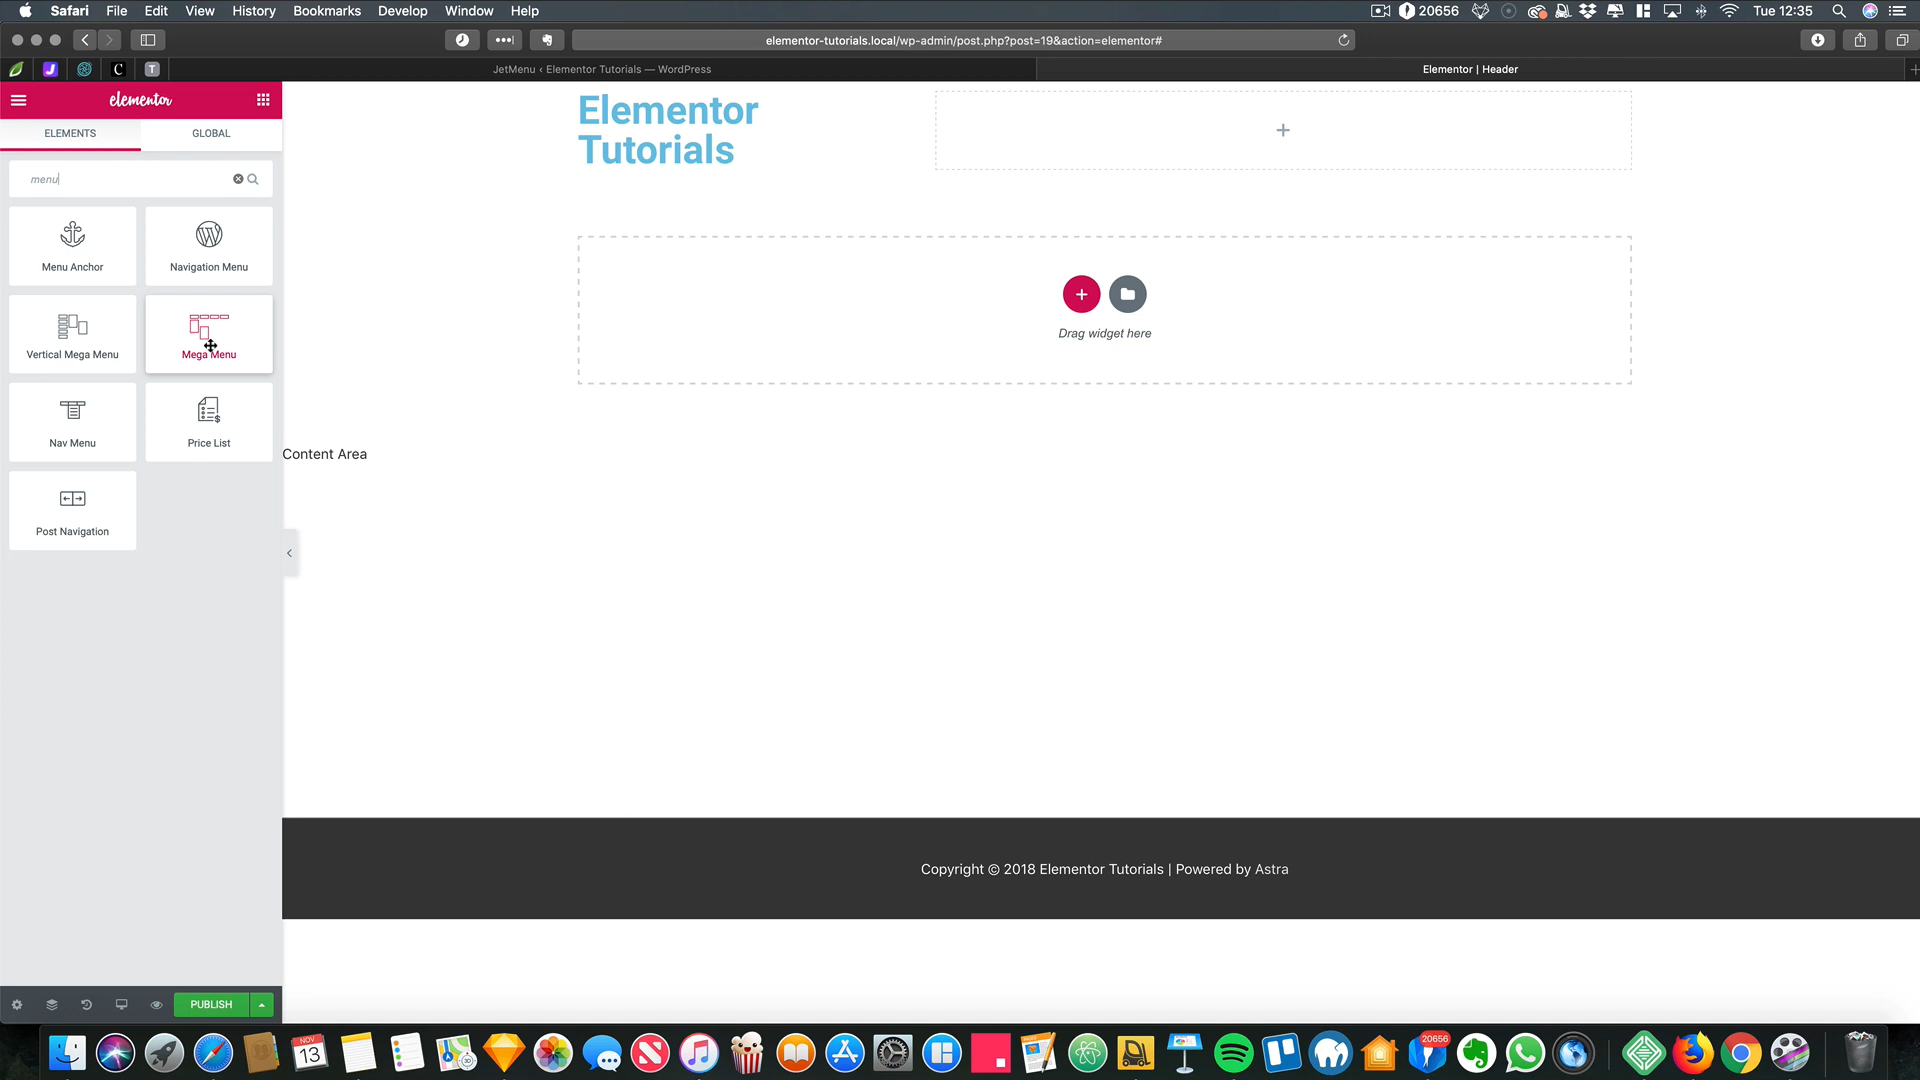 Safari File Edit View History Bookmarks Develop Window Help 20656 Tue 12:35
elementor-tutorials.local/wp-admin/post.php?post=19&action=elementor#
JetMenu ‹ Elementor Tutorials — WordPress
Elementor | Header
elementor
ELEMENTS GLOBAL
menu
Menu Anchor
Navigation Menu
Vertical Mega Menu
Mega Menu
Nav Menu
Price List
Post Navigation
PUBLISH
Elementor
Tutorials
Drag widget here
Content Area
Copyright © 2018 Elementor Tutorials | Powered by Astra
NOV
13
20656